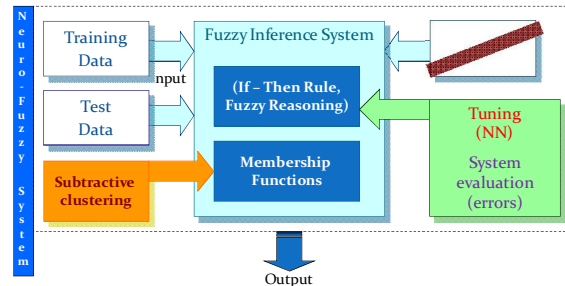 Neuro-Fuzzy System
Training
Data
Input
Test
Data
Subtractive
clustering
Fuzzy Inference System
(If – Then Rule,
Fuzzy Reasoning)
Membership
Functions
Tuning
(NN)
System
evaluation
(errors)
Output